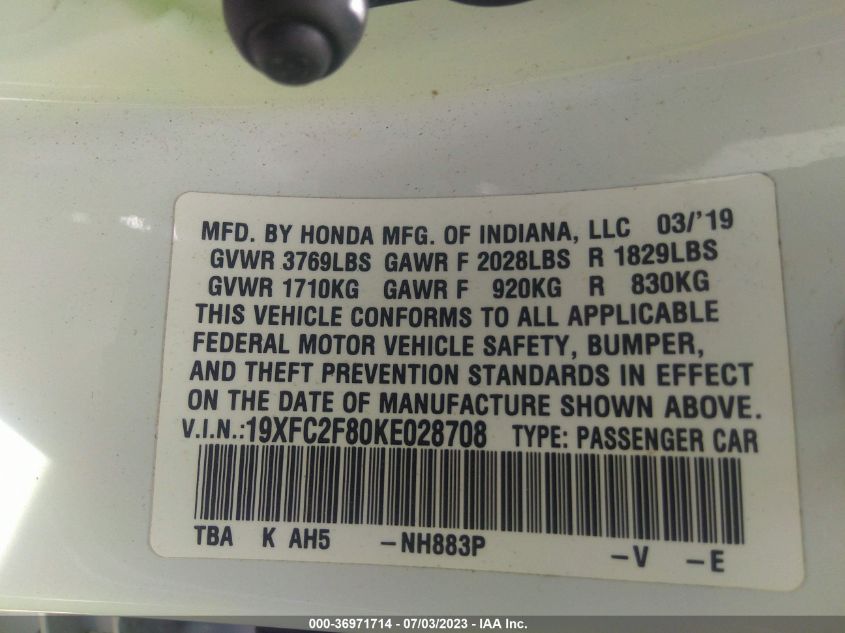 MFD. BY HONDA MFG. OF INDIANA, LLC 03/'19
GVWR 3769LBS GAWR F 2028LBS R 1829LBS
GVWR 1710KG GAWR F 920KG R 830KG
THIS VEHICLE CONFORMS TO ALL APPLICABLE
FEDERAL MOTOR VEHICLE SAFETY, BUMPER,
AND THEFT PREVENTION STANDARDS IN EFFECT
ON THE DATE OF MANUFACTURE SHOWN ABOVE.
V.I.N.:19XFC2F80KE028708 TYPE: PASSENGER CAR
TBA K AH5 -NH883P -V -E
000-36971714 - 07/03/2023 - IAA Inc.